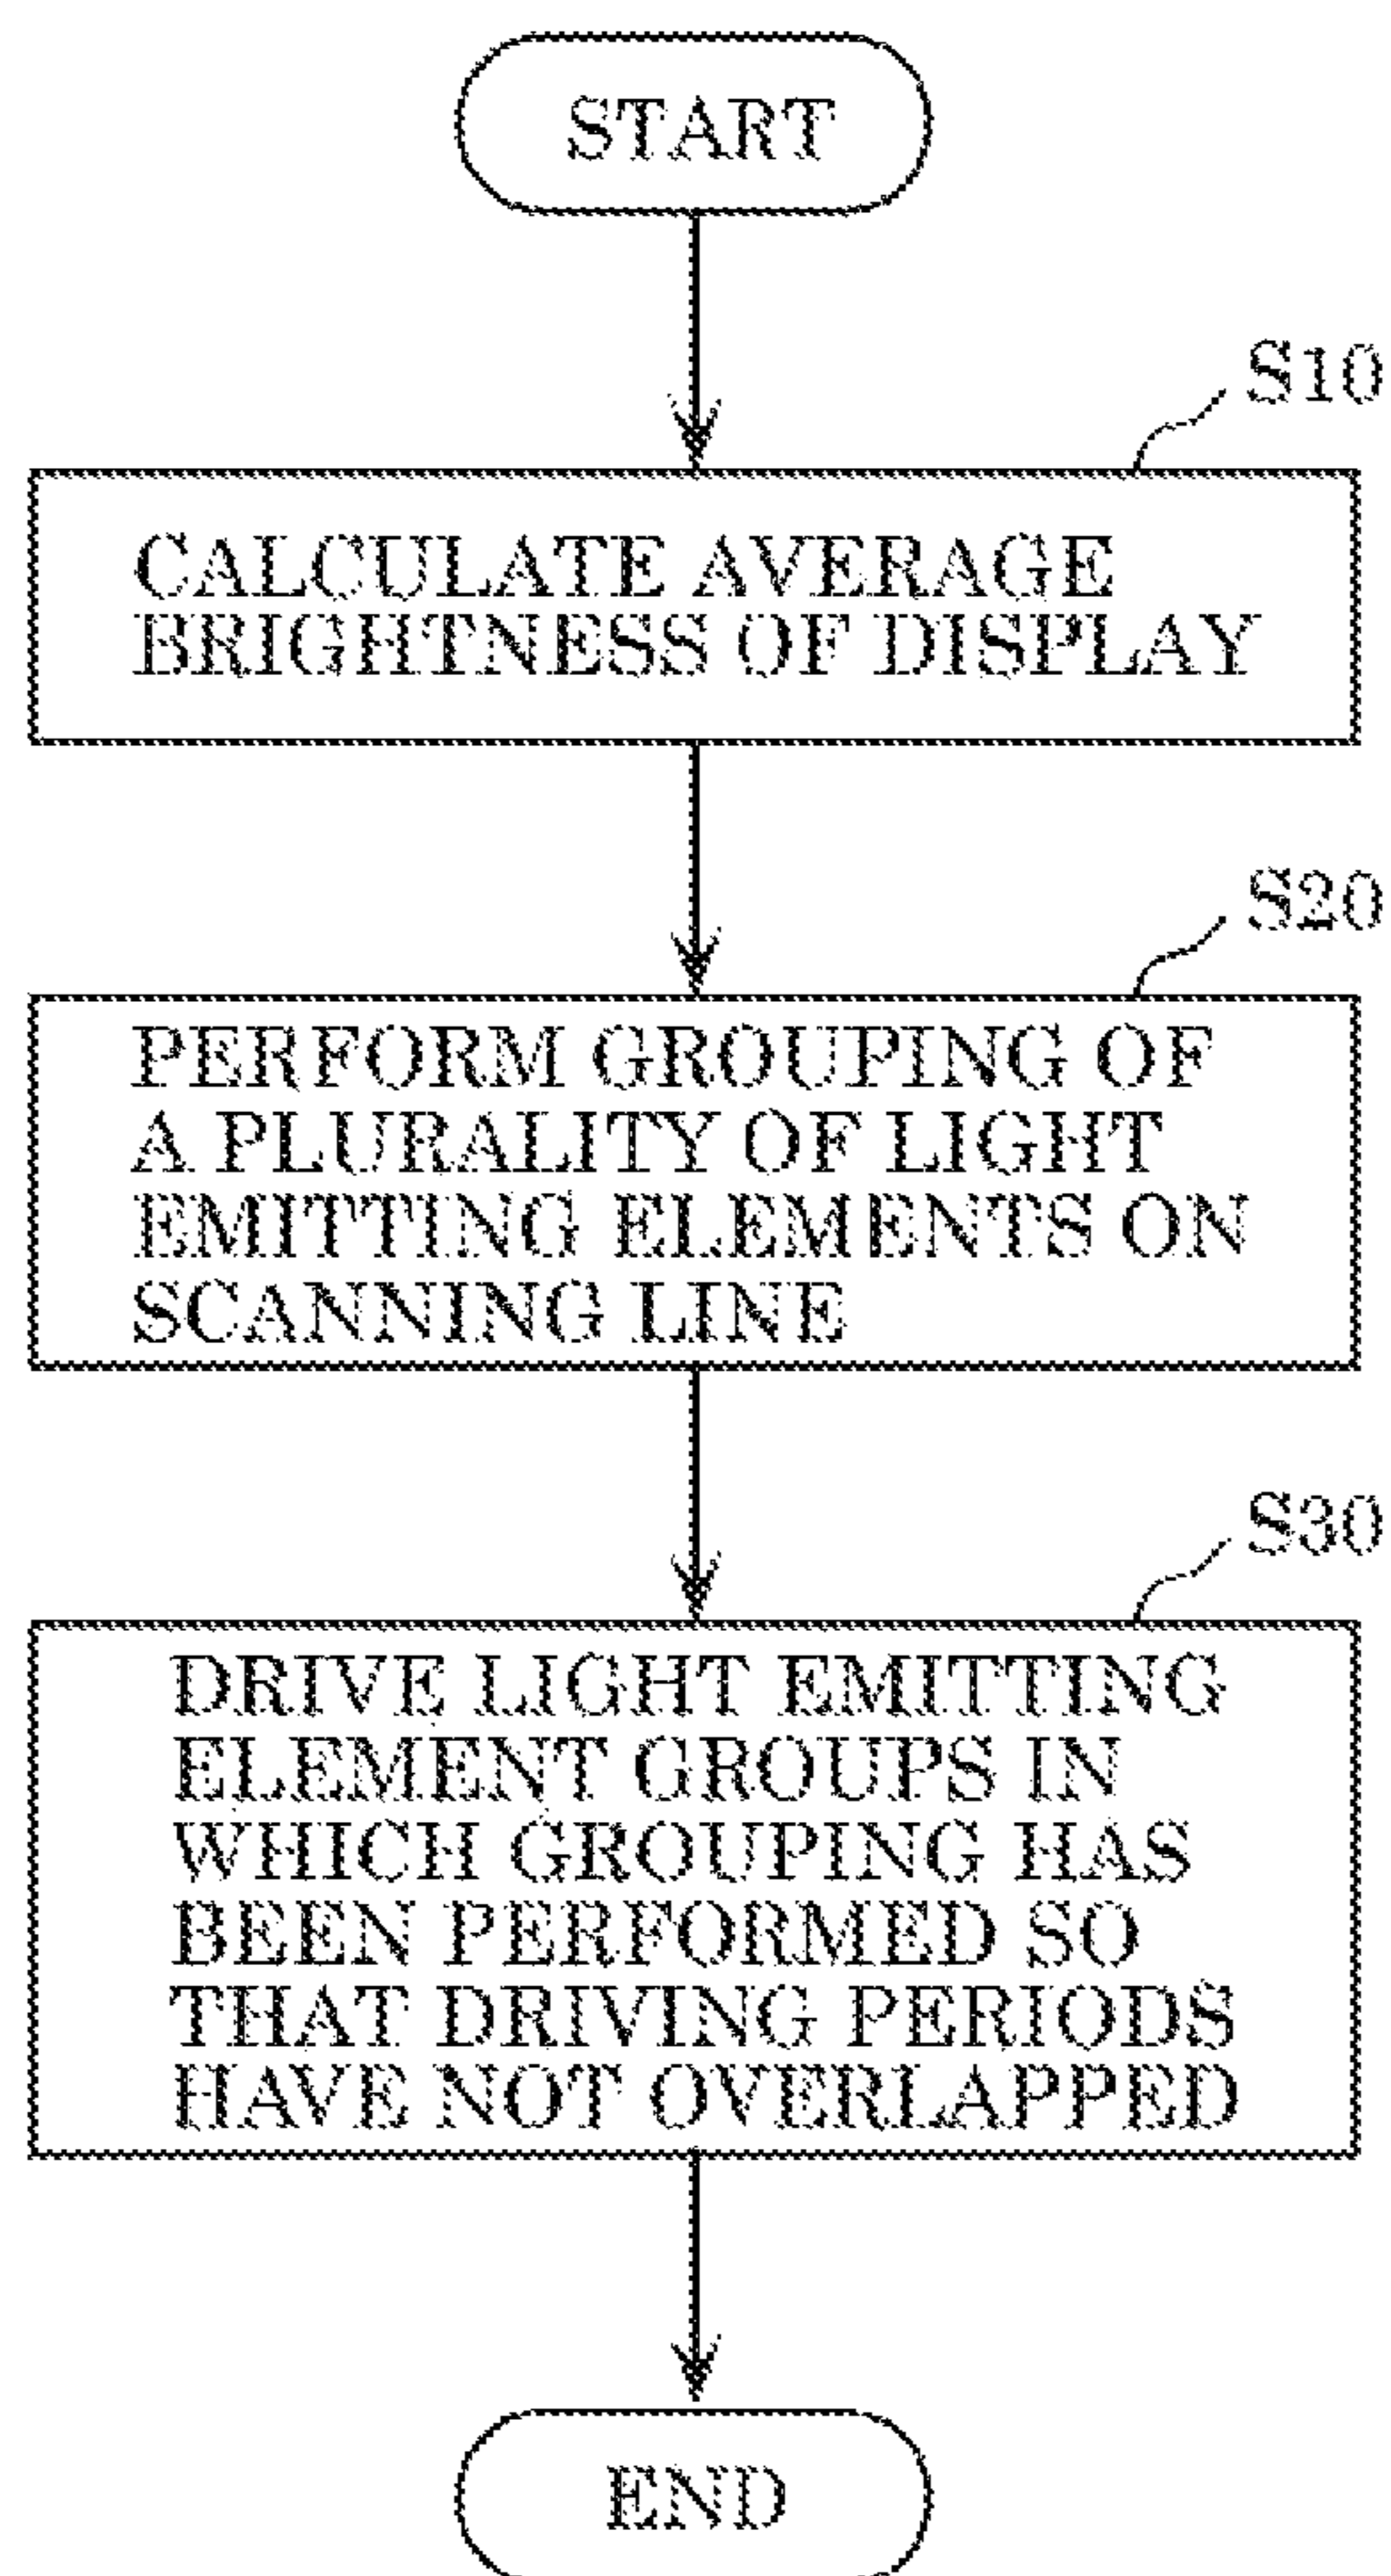 START
S10
CALCULATE AVERAGE
BRIGHTNESS OF DISPLAY
S20
PERFORM GROUPING OF
A PLURALITY OF LIGHT
EMITTING ELEMENTS ON
SCANNING LINE
S30
DRIVE LIGHT EMITTING
ELEMENT GROUPS IN
WHICH GROUPING HAS
BEEN PERFORMED SO
THAT DRIVING PERIODS
HAVE NOT OVERLAPPED
END